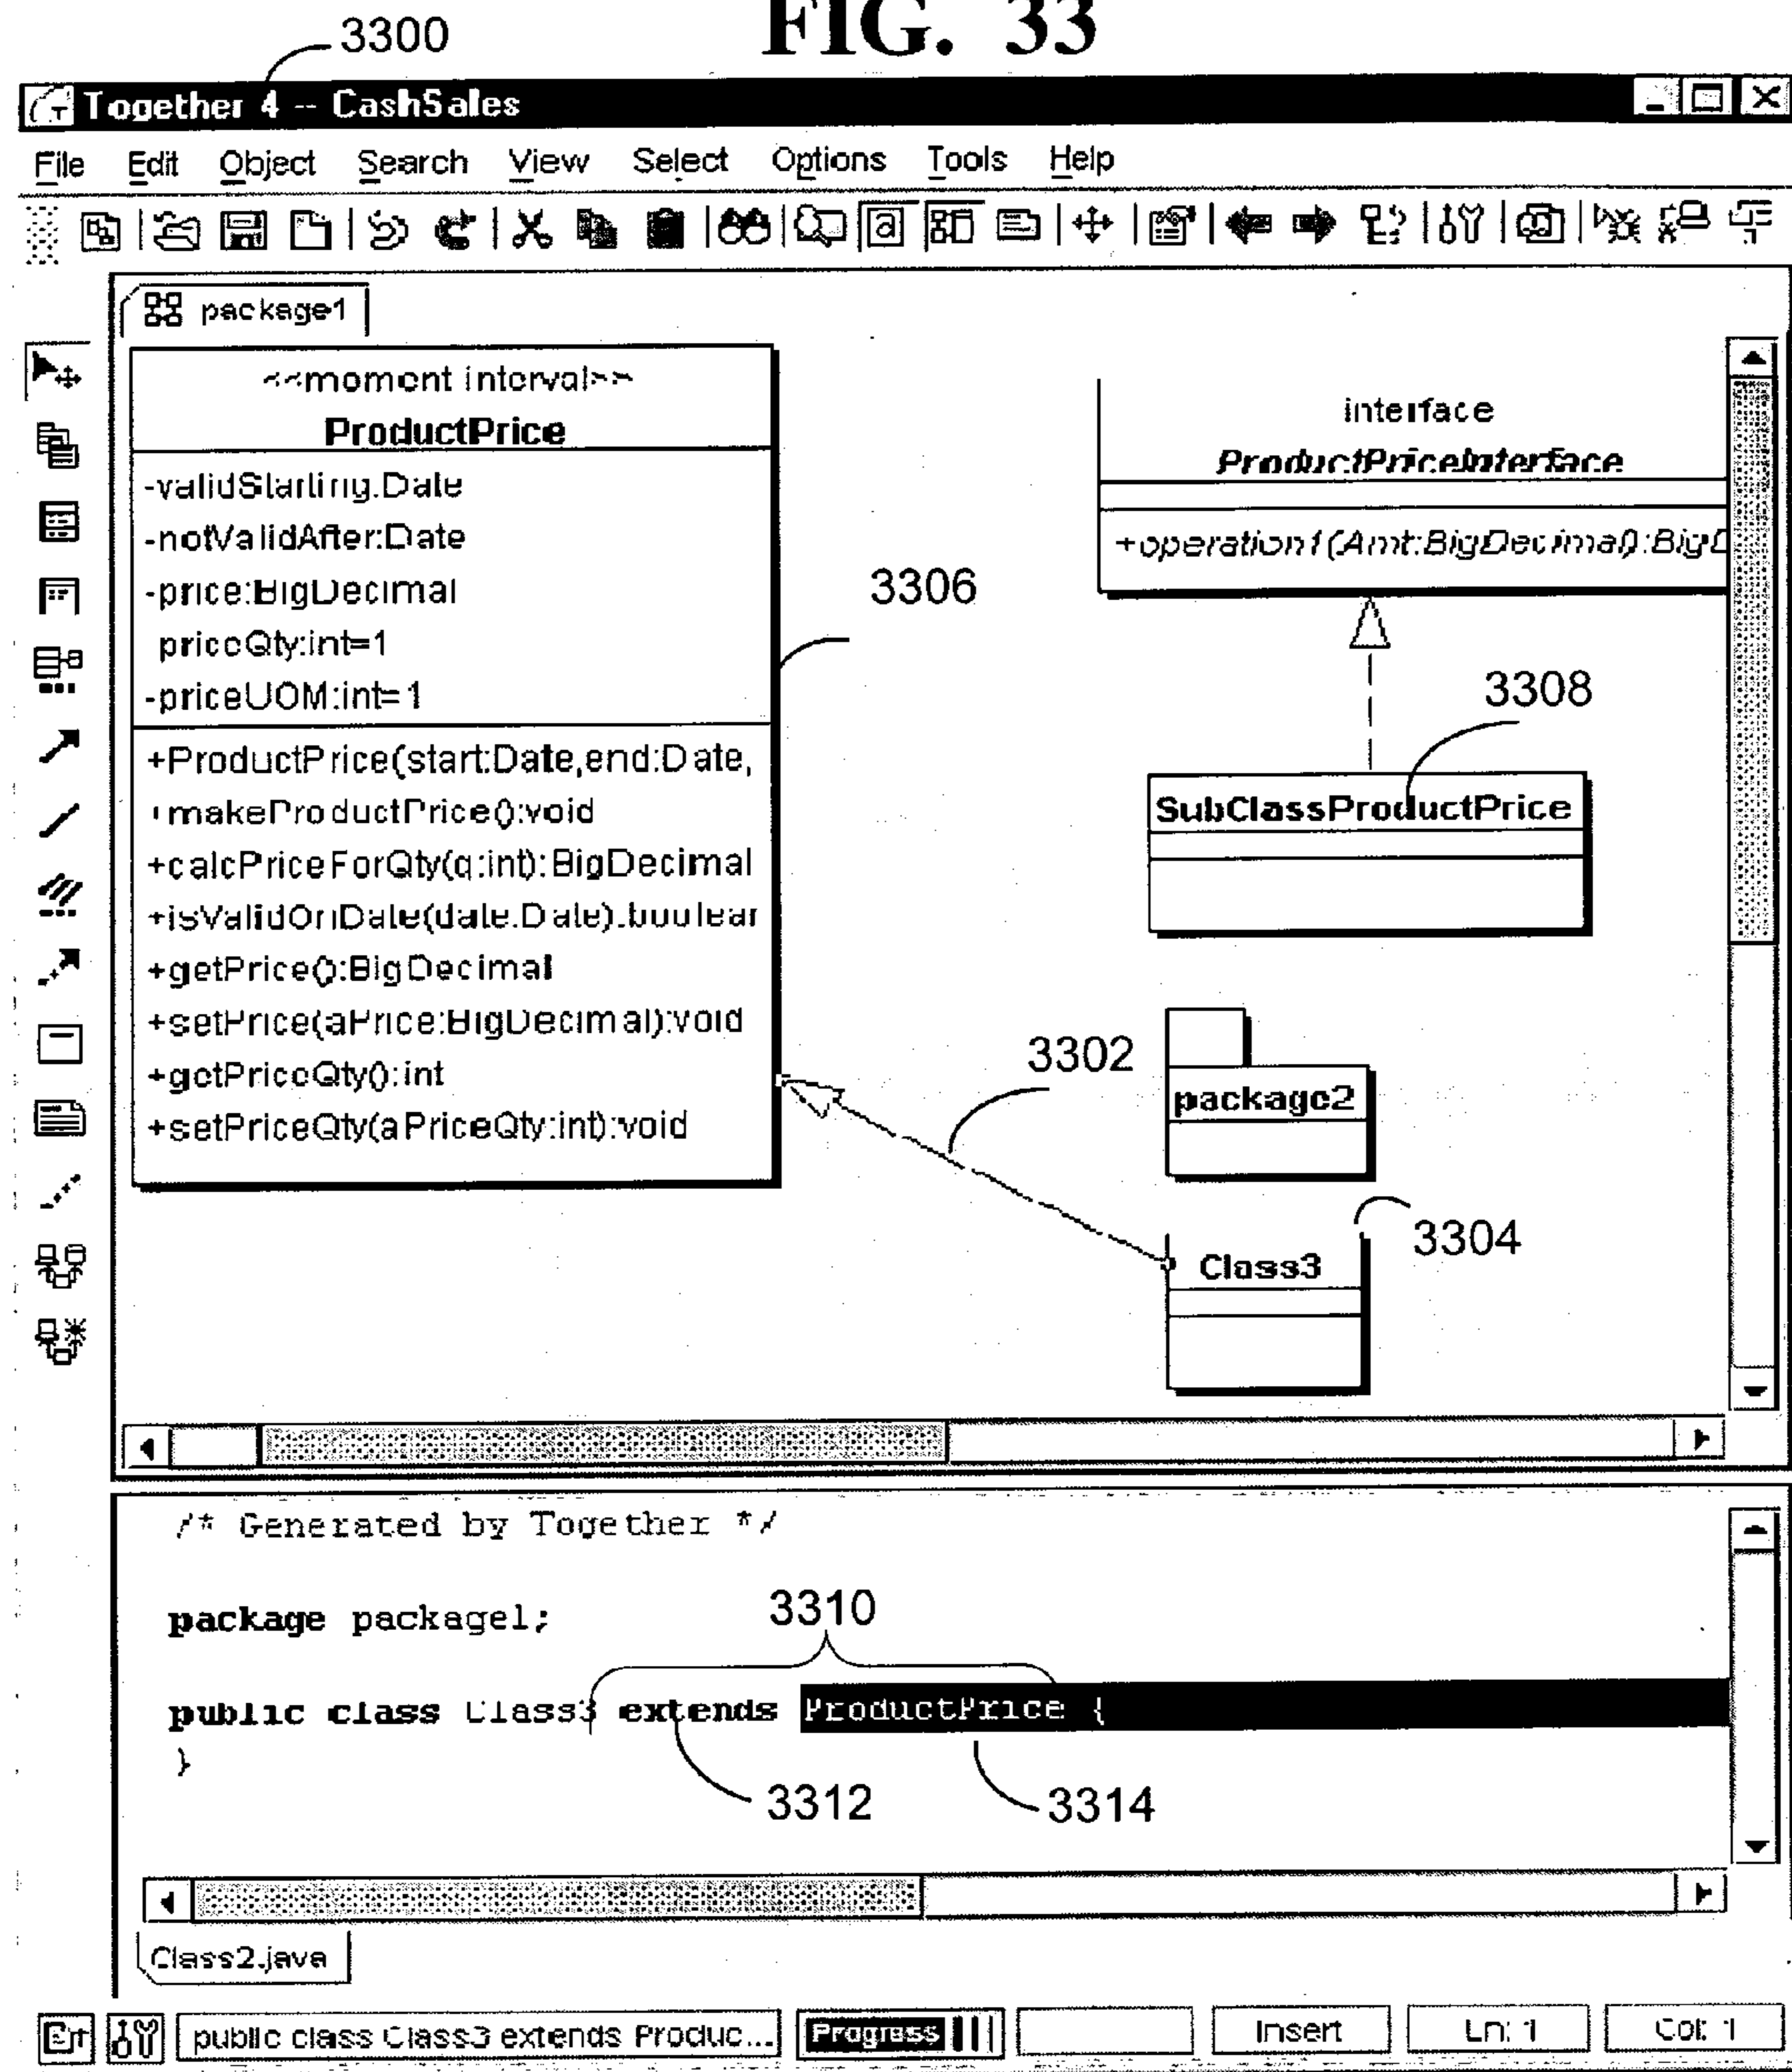 FIG. 33
3300
Together 4 -- CashSales
File Edit Object Search View Select Options Tools Help
package1
<<moment interval>>
ProductPrice
-validStarting:Date
-notValidAfter:Date
-price:BigDecimal
priceQty:int=1
-priceUOM:int=1
+ProductPrice(start:Date,end:Date,
+makeProductPrice():void
+calcPriceForQty(q:int):BigDecimal
+isValidOnDate(date:Date):boolear
+getPrice():BigDecimal
+setPrice(aPrice:BigDecimal):void
+getPriceQty():int
+setPriceQty(aPriceQty:int):void
3306
interface
ProductPriceInterface
+operation1(Amt:BigDecimal):BigD
3308
SubClassProductPrice
3302
package2
3304
Class3
/* Generated by Together */
package package1;
3310
public class Class3 extends ProductPrice {
}
3312
3314
Class2.java
public class Class3 extends Produc... Progress Insert Ln: 1 Col: 1